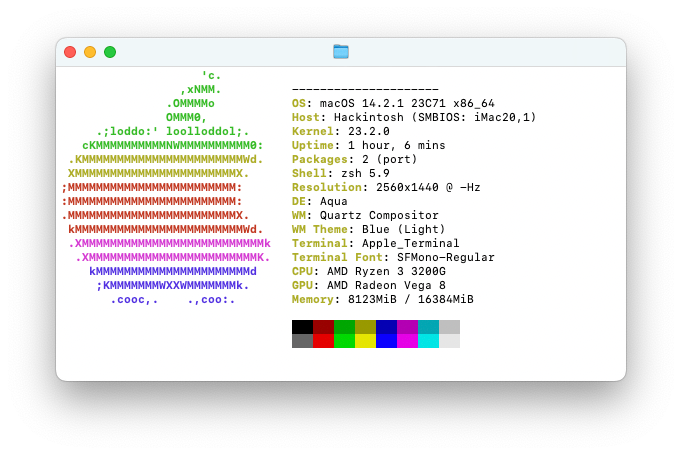 'c.
,xNMM.
---------------------
.OMMMMo
OS: macOS 14.2.1 23C71 x86_64
OMMM0,
Host: Hackintosh (SMBIOS: iMac20,1)
.;loddo:' loolloddol;.
Kernel: 23.2.0
cKMMMMMMMMMMNWMMMMMMMMMM0:
Uptime: 1 hour, 6 mins
.KMMMMMMMMMMMMMMMMMMMMMMMWd.
Packages: 2 (port)
XMMMMMMMMMMMMMMMMMMMMMMMX.
Shell: zsh 5.9
;MMMMMMMMMMMMMMMMMMMMMMMM:
Resolution: 2560x1440 @ -Hz
:MMMMMMMMMMMMMMMMMMMMMMMM:
DE: Aqua
.MMMMMMMMMMMMMMMMMMMMMMMMX.
WM: Quartz Compositor
kMMMMMMMMMMMMMMMMMMMMMMMMWd.
WM Theme: Blue (Light)
.XMMMMMMMMMMMMMMMMMMMMMMMMMMk
Terminal: Apple_Terminal
.XMMMMMMMMMMMMMMMMMMMMMMMMK.
Terminal Font: SFMono-Regular
kMMMMMMMMMMMMMMMMMMMMMMd
CPU: AMD Ryzen 3 3200G
;KMMMMMMMWXXWMMMMMMMk.
GPU: AMD Radeon Vega 8
.cooc,.    .,coo:.
Memory: 8123MiB / 16384MiB